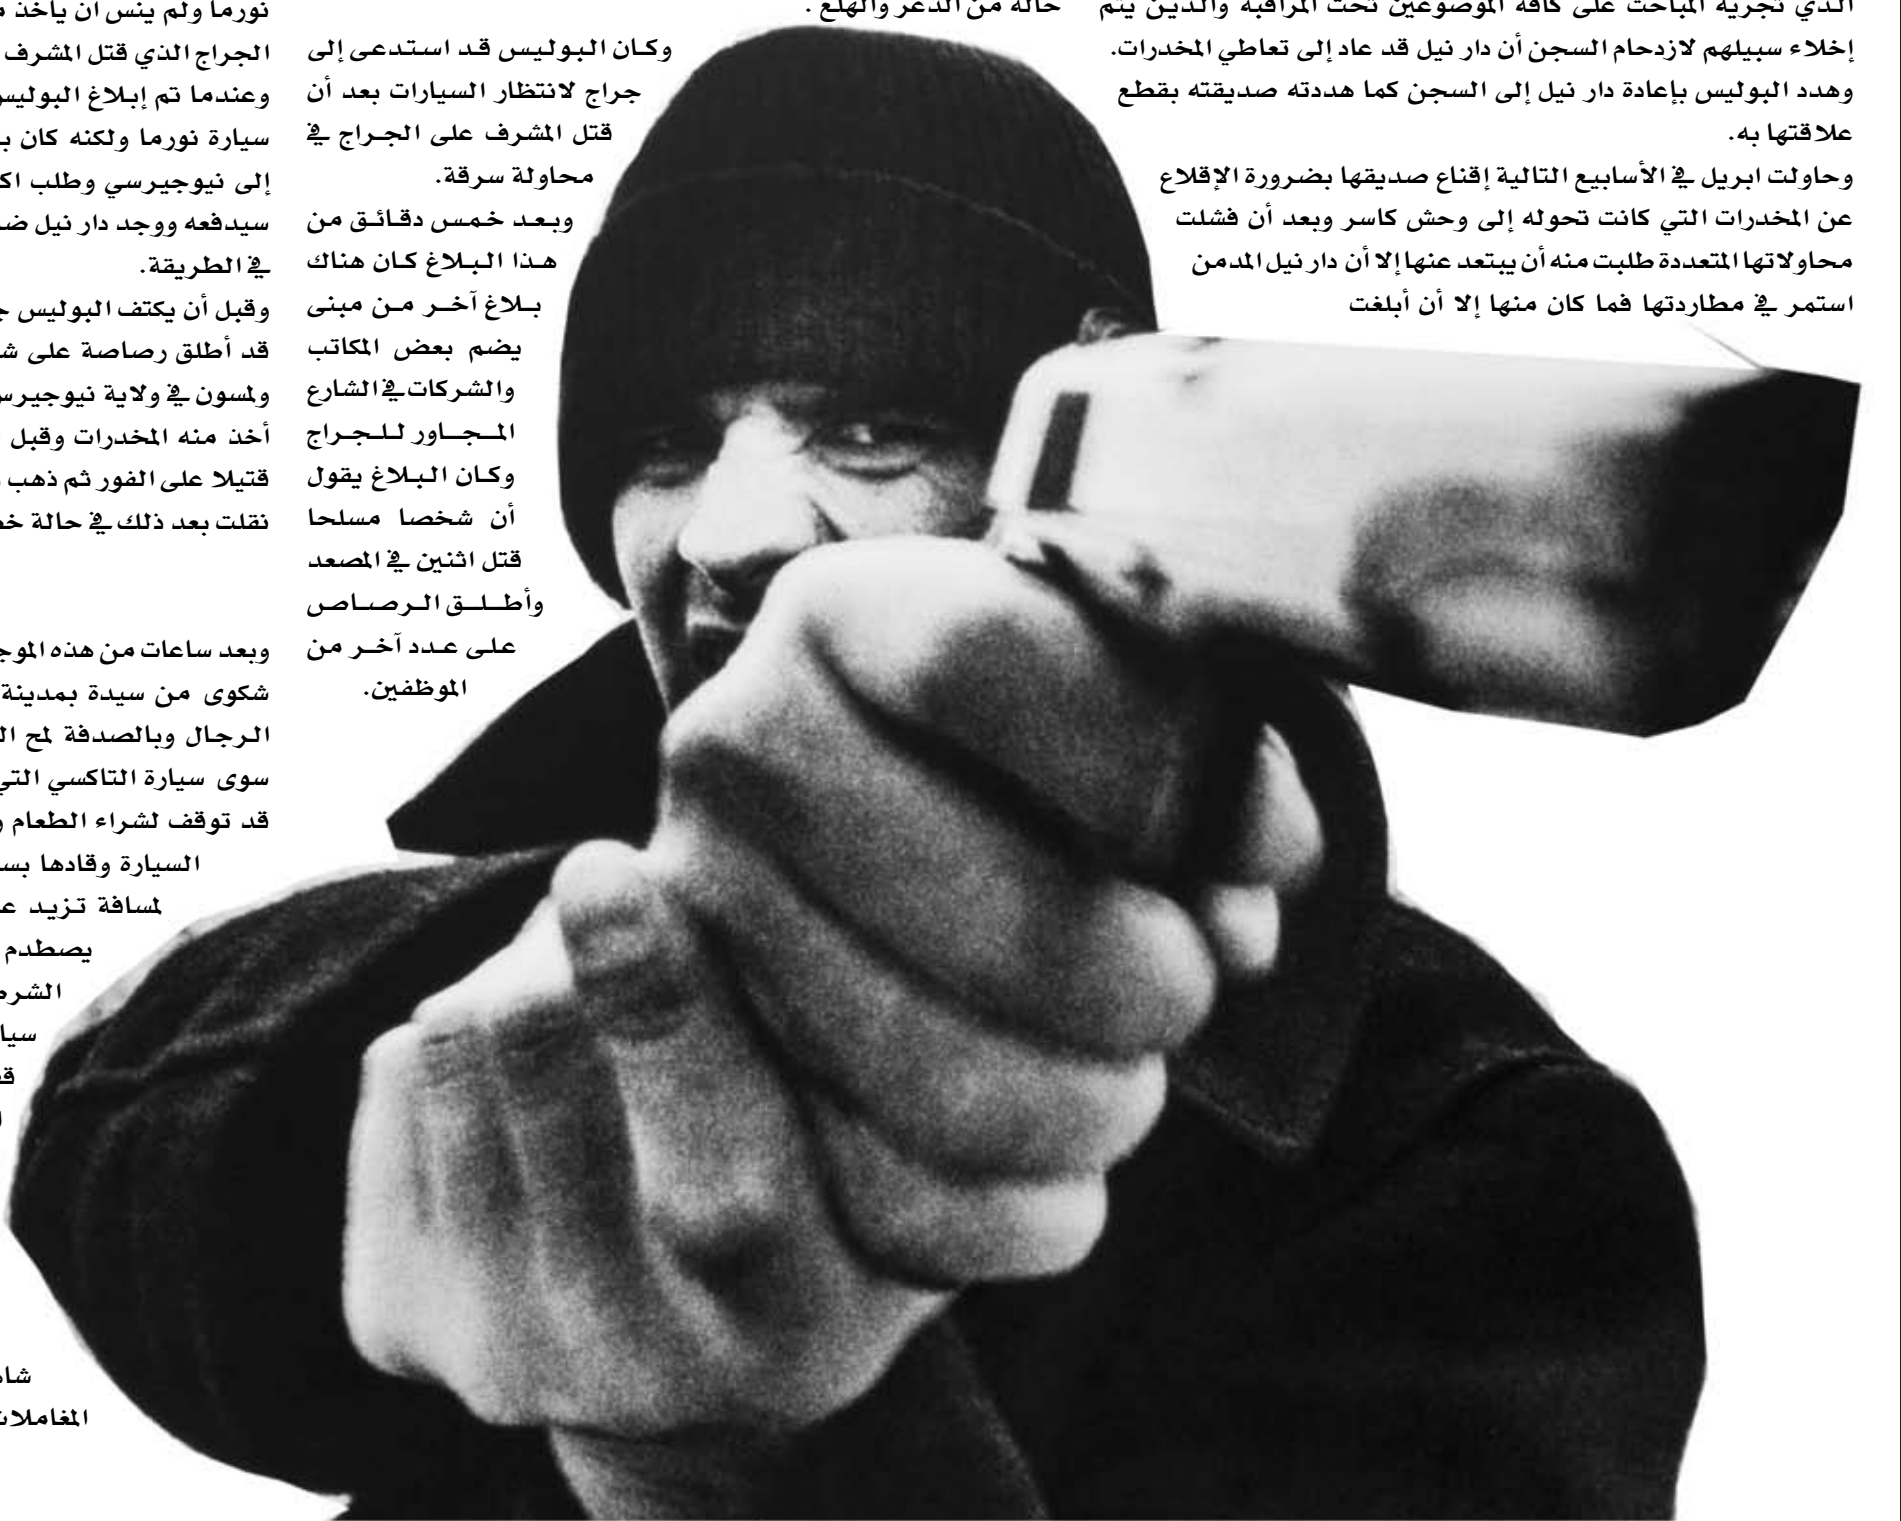 الذي تجريه المباحث على كافة الموضوعين تحت المراقبة والذين يتم
إخلاء سبيلهم لازدحام السجن أن دار نيل قد عاد إلى تعاطي المخدرات.
وهدد البوليس بإعادة دار نيل إلى السجن كما هددته صديقته بقطع
علاقتها به.
وحاولت ابريل في الأسابيع التالية إقناع صديقها بضرورة الإقلاع
عن المخدرات التي كانت تحوله إلى وحش كاسر وبعد أن فشلت
محاولاتها المتعددة طلبت منه أن يبتعد عنها إلا أن دار نيل المدمن
استمر في مطاردتها فما كان منها إلا أن أبلغت
حالة من الذعر والهلع .
وكان البوليس قد استدعى إلى
جراج لانتظار السيارات بعد أن
قتل المشرف على الجراج في
محاولة سرقة.
وبعد خمس دقائق من
هذا البلاغ كان هناك
بلاغ آخر من مبنى
يضم بعض المكاتب
والشركات في الشارع
المجاور للجراج
وكان البلاغ يقول
أن شخصا مسلحا
قتل اثنين في المصعد
وأطلق الرصاص
على عدد آخر من
الموظفين.
نورما ولم ينس أن يأخذ
الجراج الذي قتل المشرف
وعندما تم إبلاغ البوليس
سيارة نورما ولكنه كان
إلى نيوجيرسي وطلب
سيدفعه ووجد دار نيل
في الطريقة.
وقبل أن يكتف البوليس
قد أطلق رصاصة على
ولمسون في ولاية نيوجيرس
أخذ منه المخدرات وقبل
قتيلا على الفور ثم ذهب
نقلت بعد ذلك في حالة
وبعد ساعات من هذه
شكوى من سيدة بمدينة
الرجال وبالصدفة لمح
سوى سيارة التاكسي التي
قد توقف لشراء الطعام
السيارة وقادها
لمسافة تزيد
يصطدم